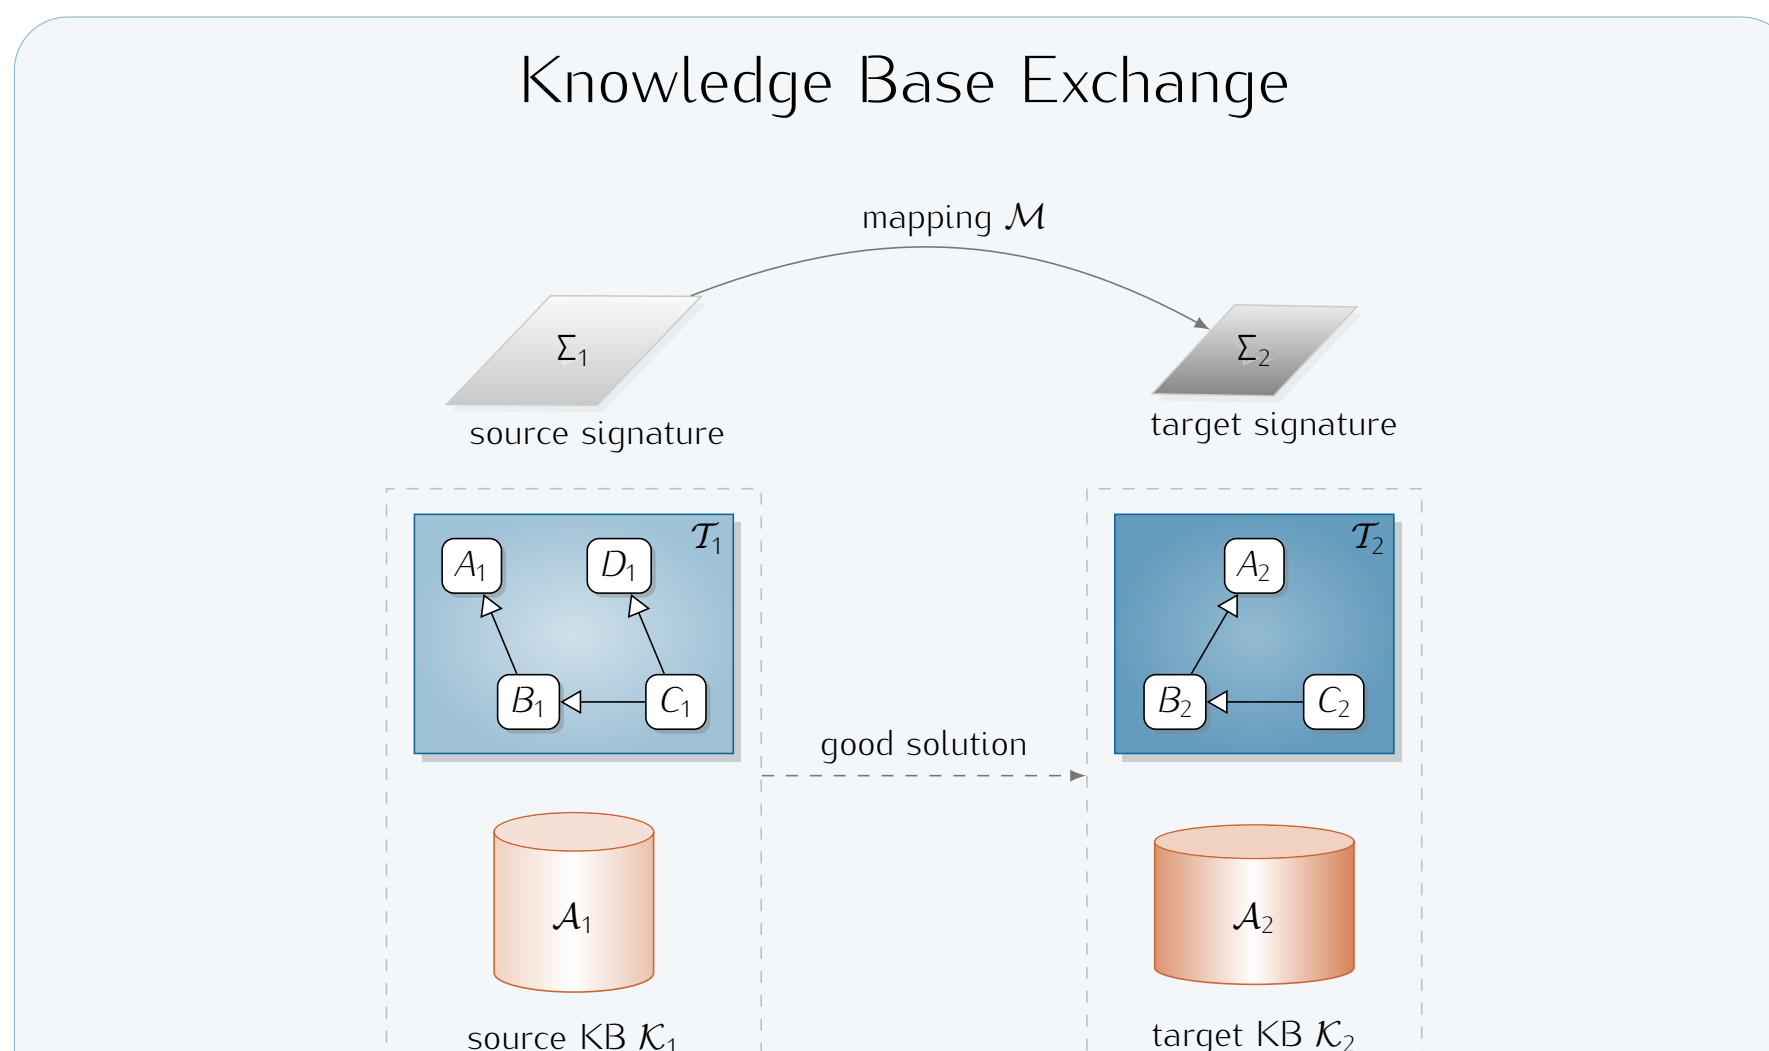 Knowledge Base Exchange
mapping ℳ
Σ₁
Σ₂
source signature
target signature
𝒯₁
A₁
D₁
B₁
C₁
𝒯₂
A₂
B₂
C₂
good solution
𝒜₁
𝒜₂
source KB 𝒦₁
target KB 𝒦₂